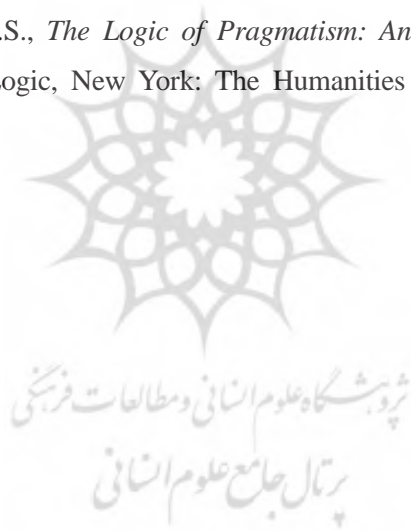 .S., The Logic of Pragmatism: An
ogic, New York: The Humanities
پژوهشگاه علوم انسانی و مطالعات فرهنگی
پرتال جامع علوم انسانی